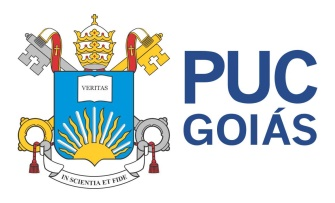 VERITAS
IN SCIENTIA ET FIDE
PUC
GOIÁS